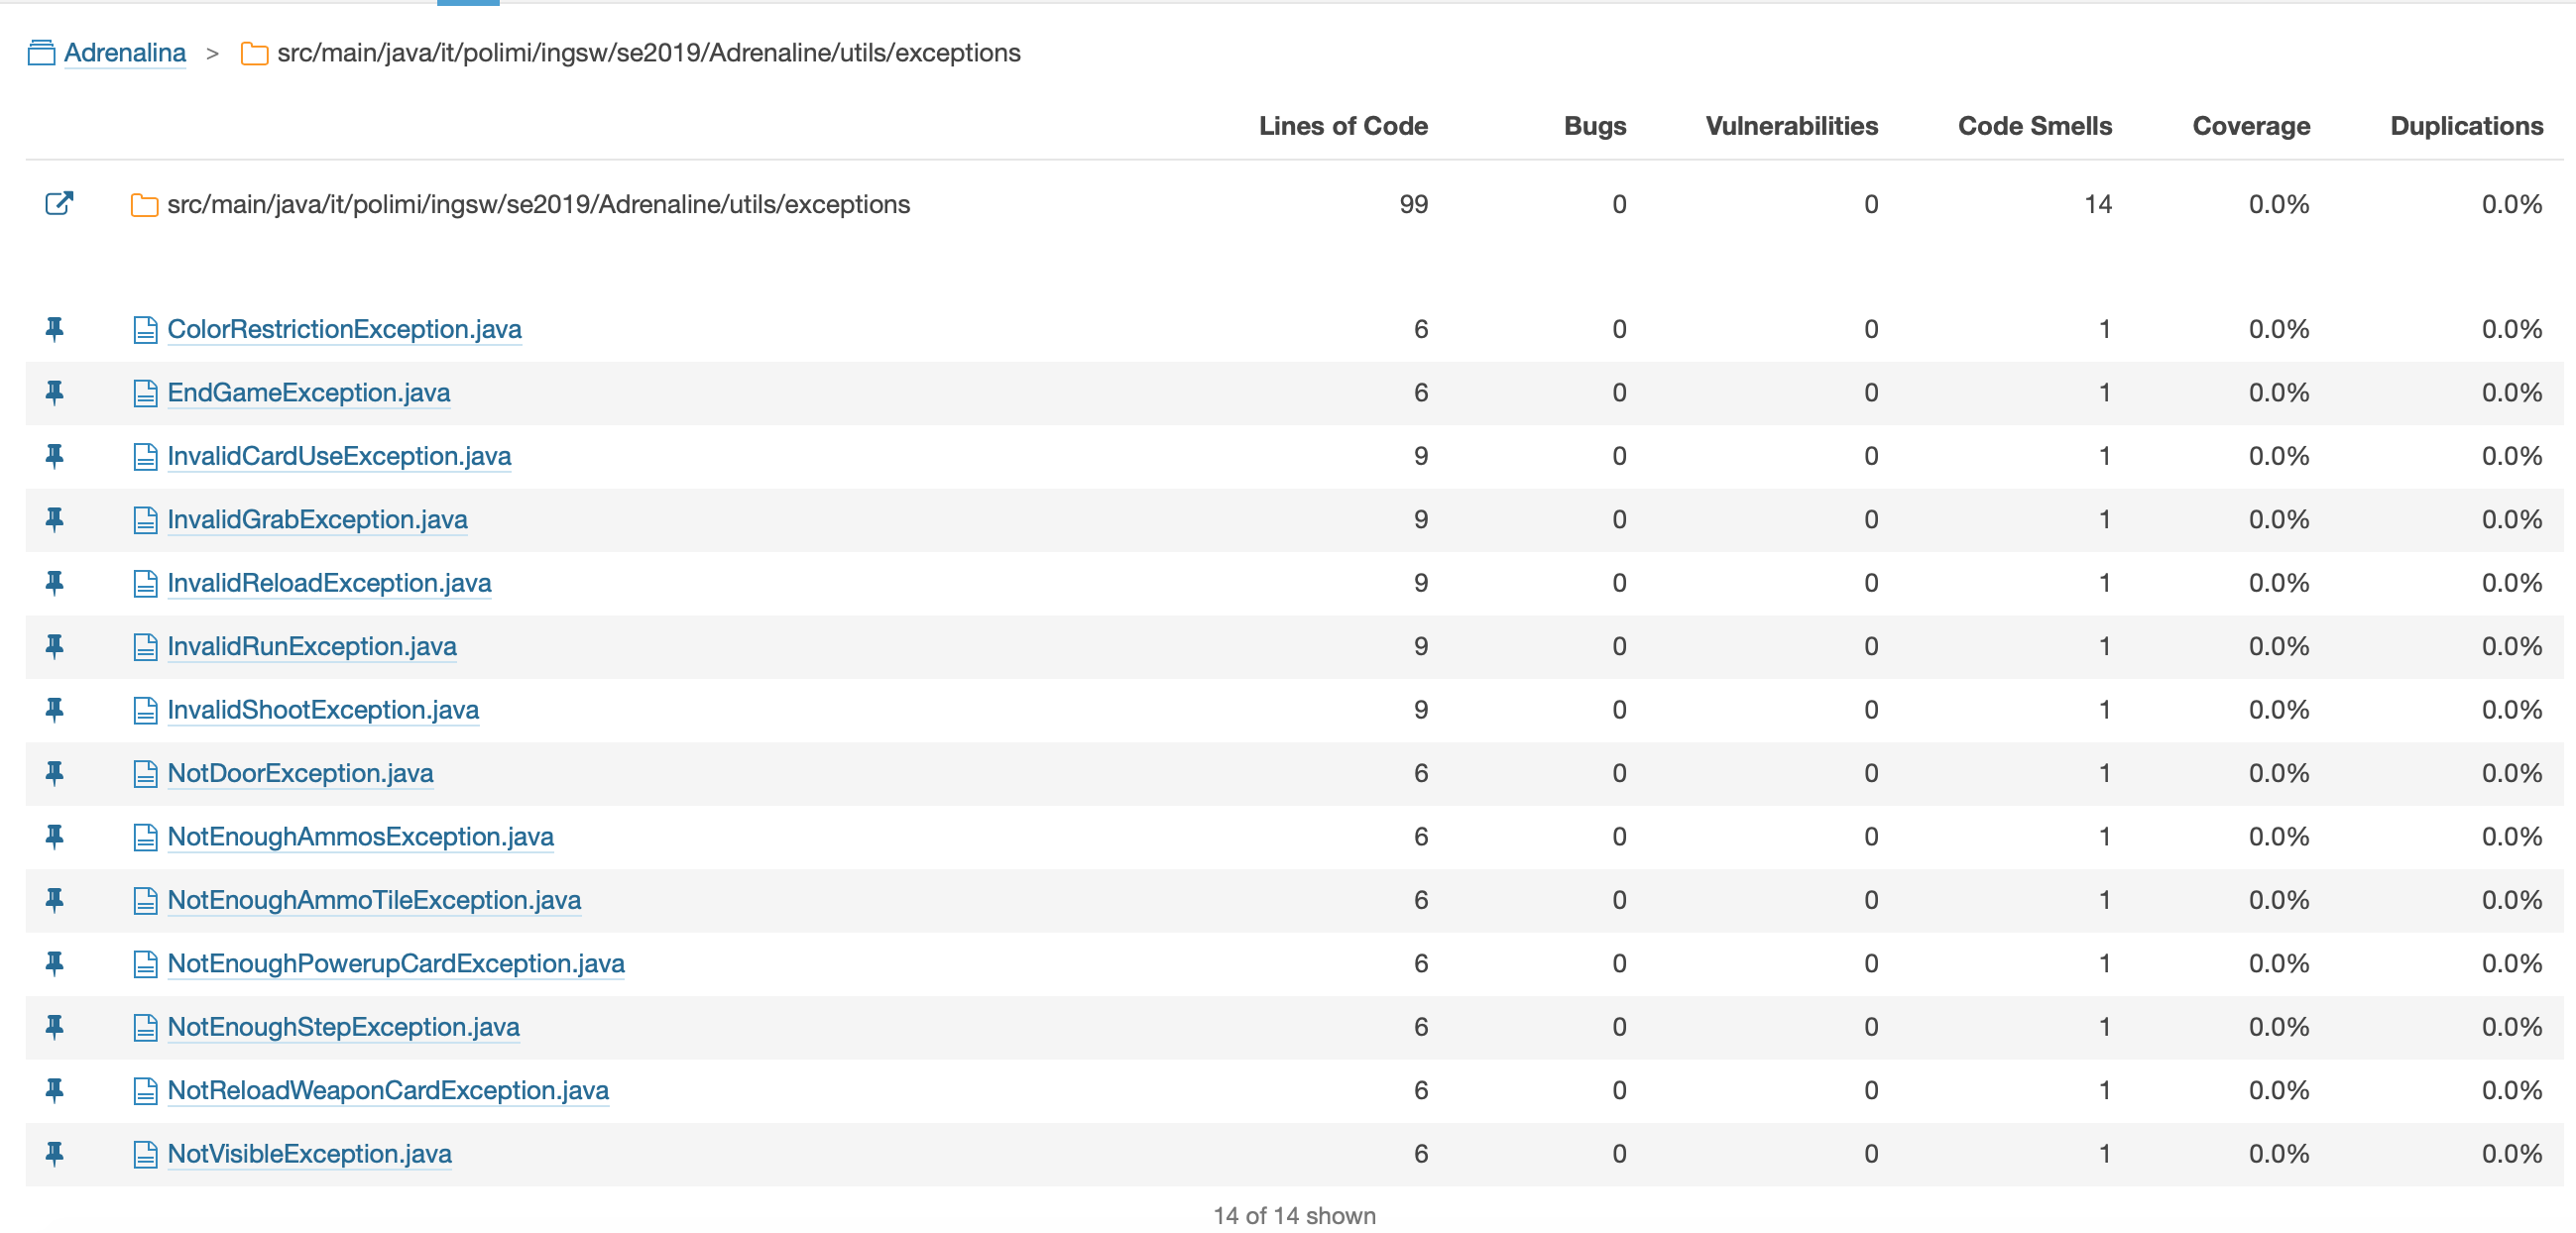 Adrenalina > src/main/java/it/polimi/ingsw/se2019/Adrenaline/utils/exceptions
Lines of Code Bugs Vulnerabilities Code Smells Coverage Duplications
src/main/java/it/polimi/ingsw/se2019/Adrenaline/utils/exceptions 99 0 0 14 0.0% 0.0%
ColorRestrictionException.java 6 0 0 1 0.0% 0.0%
EndGameException.java 6 0 0 1 0.0% 0.0%
InvalidCardUseException.java 9 0 0 1 0.0% 0.0%
InvalidGrabException.java 9 0 0 1 0.0% 0.0%
InvalidReloadException.java 9 0 0 1 0.0% 0.0%
InvalidRunException.java 9 0 0 1 0.0% 0.0%
InvalidShootException.java 9 0 0 1 0.0% 0.0%
NotDoorException.java 6 0 0 1 0.0% 0.0%
NotEnoughAmmosException.java 6 0 0 1 0.0% 0.0%
NotEnoughAmmoTileException.java 6 0 0 1 0.0% 0.0%
NotEnoughPowerupCardException.java 6 0 0 1 0.0% 0.0%
NotEnoughStepException.java 6 0 0 1 0.0% 0.0%
NotReloadWeaponCardException.java 6 0 0 1 0.0% 0.0%
NotVisibleException.java 6 0 0 1 0.0% 0.0%
14 of 14 shown